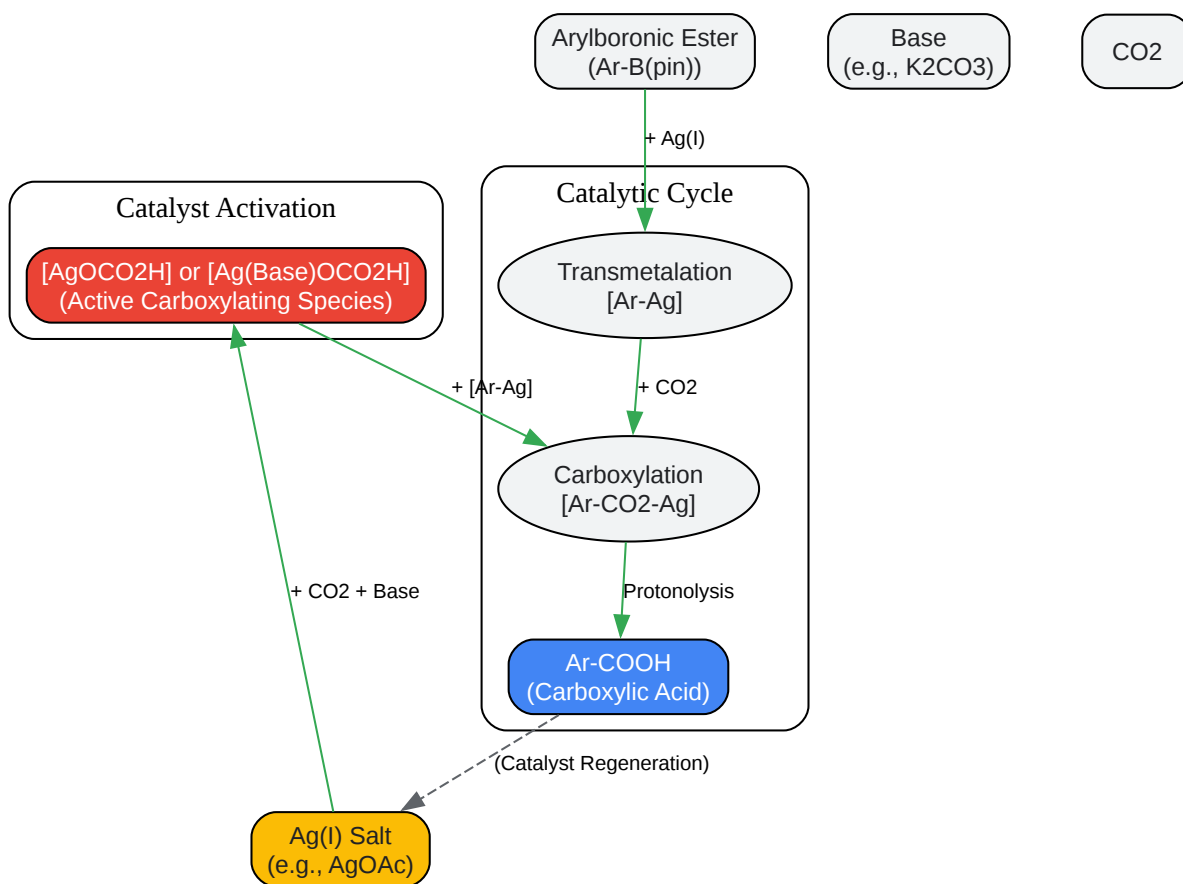 Arylboronic Ester
(Ar-B(pin))
Base
(e.g., K2CO3)
CO2
+ Ag(I)
Catalyst Activation
Catalytic Cycle
[AgOCO2H] or [Ag(Base)OCO2H]
(Active Carboxylating Species)
Transmetalation
[Ar-Ag]
+ [Ar-Ag]
+ CO2
Carboxylation
[Ar-CO2-Ag]
+ CO2 + Base
Protonolysis
Ar-COOH
(Carboxylic Acid)
(Catalyst Regeneration)
Ag(I) Salt
(e.g., AgOAc)